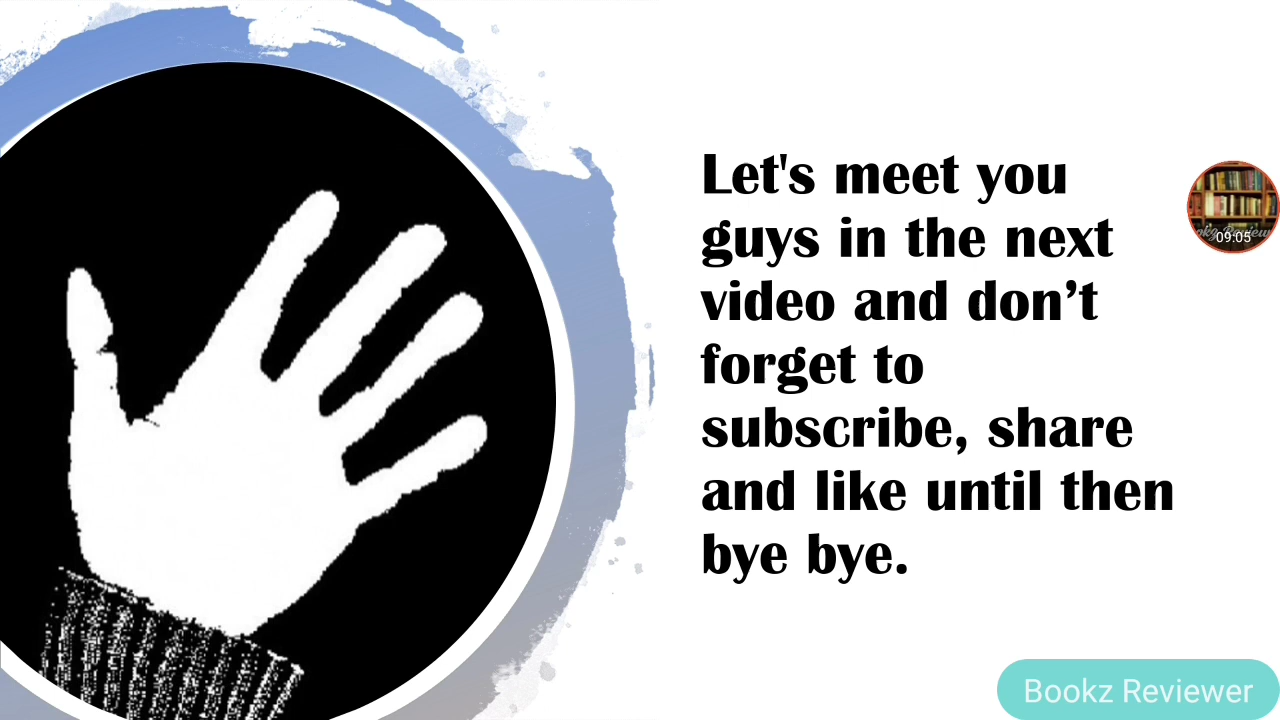 Let's meet you
guys in the next
video and don’t
forget to
subscribe, share
and like until then
bye bye.
09:05
Bookz Reviewer